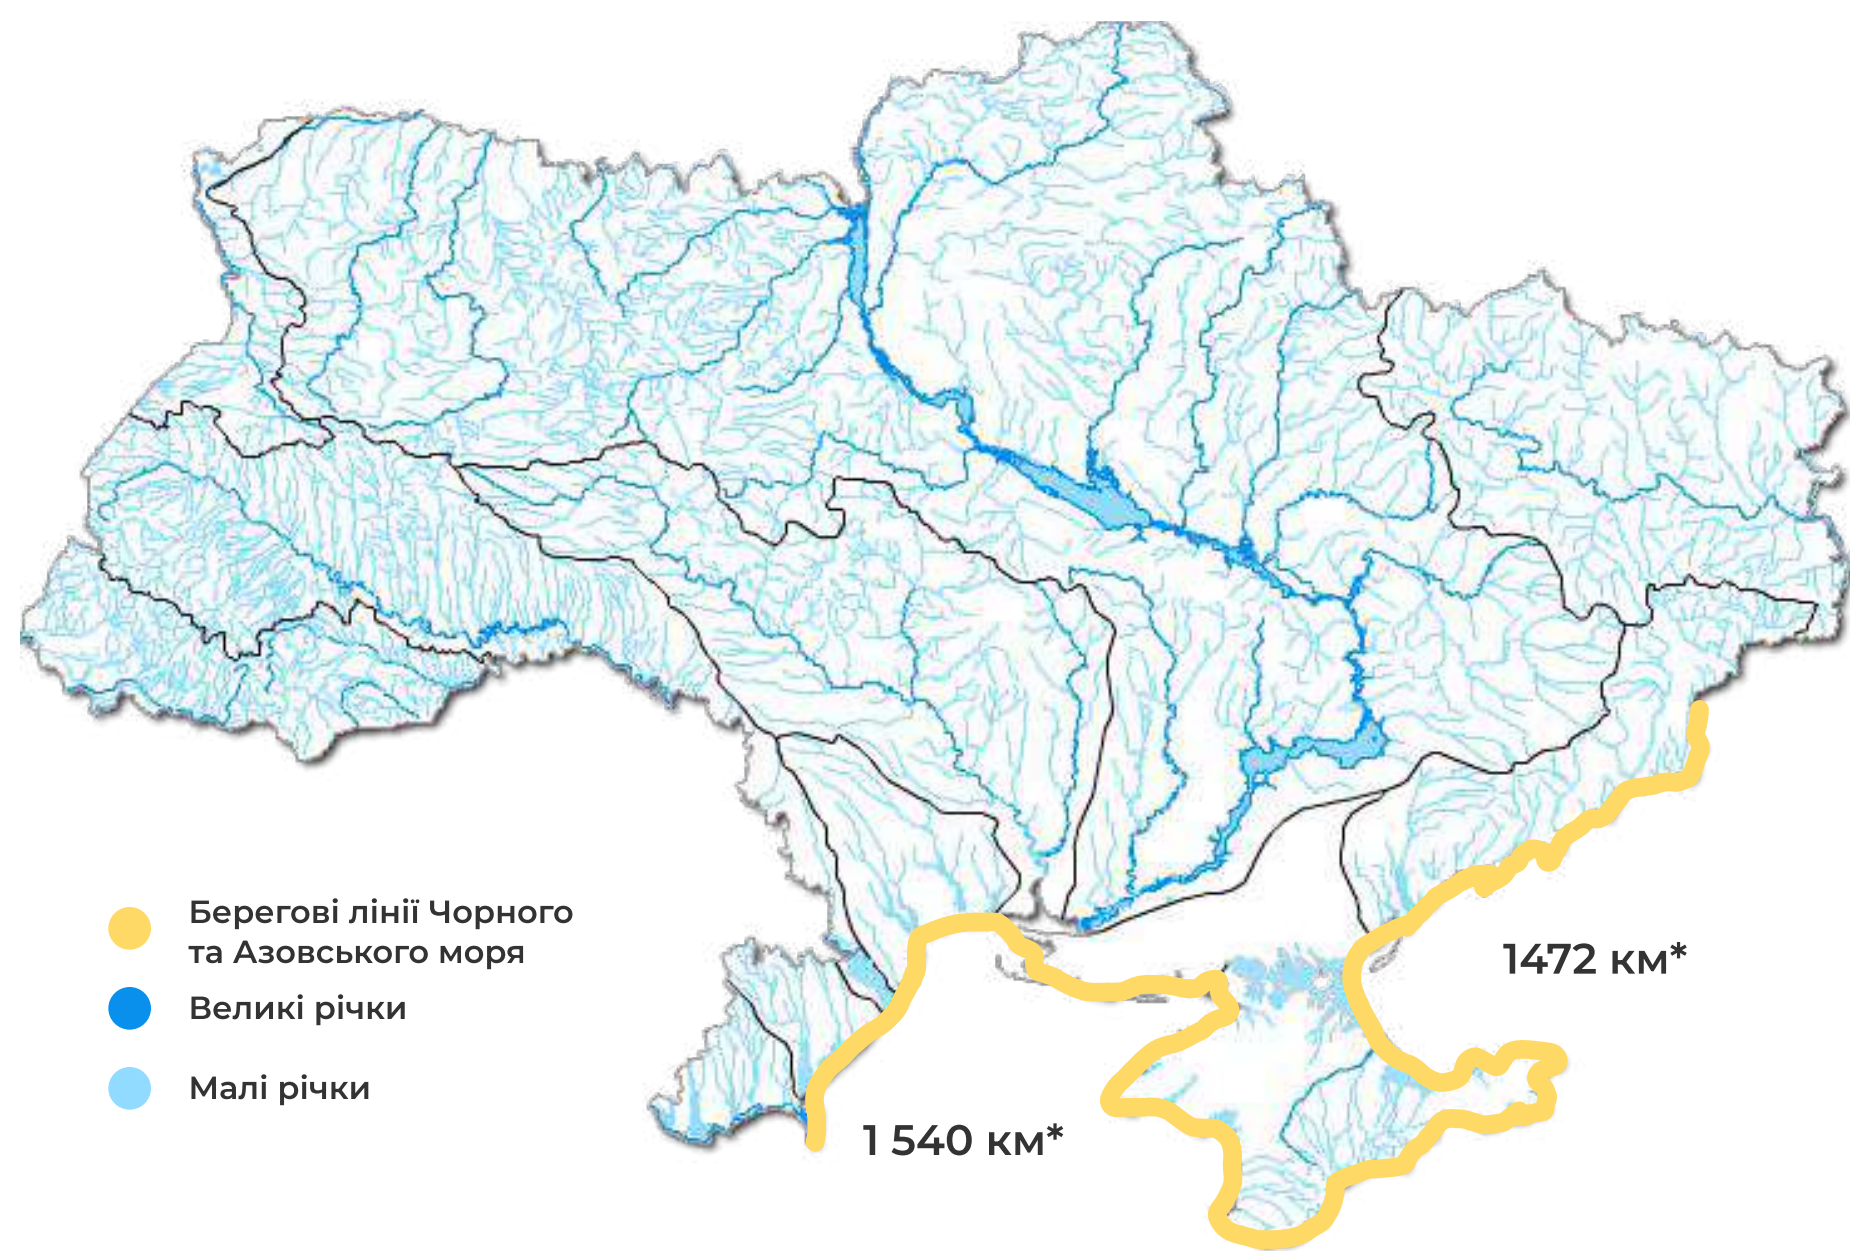 Берегові лінії Чорного
та Азовського моря
Великі річки
Малі річки
1472 км*
1 540 км*